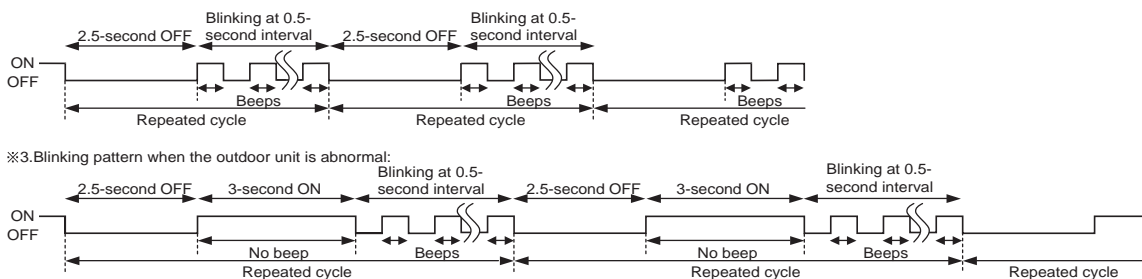 Blinking at 0.5-
second interval
Blinking at 0.5-
second interval
2.5-second OFF
2.5-second OFF
ON
OFF
Beeps
Beeps
Beeps
Repeated cycle
Repeated cycle
Repeated cycle
※3.Blinking pattern when the outdoor unit is abnormal:
Blinking at 0.5-
second interval
Blinking at 0.5-
second interval
2.5-second OFF
3-second ON
2.5-second OFF
3-second ON
ON
OFF
No beep
Beeps
No beep
Beeps
Repeated cycle
Repeated cycle
Repeated cycle